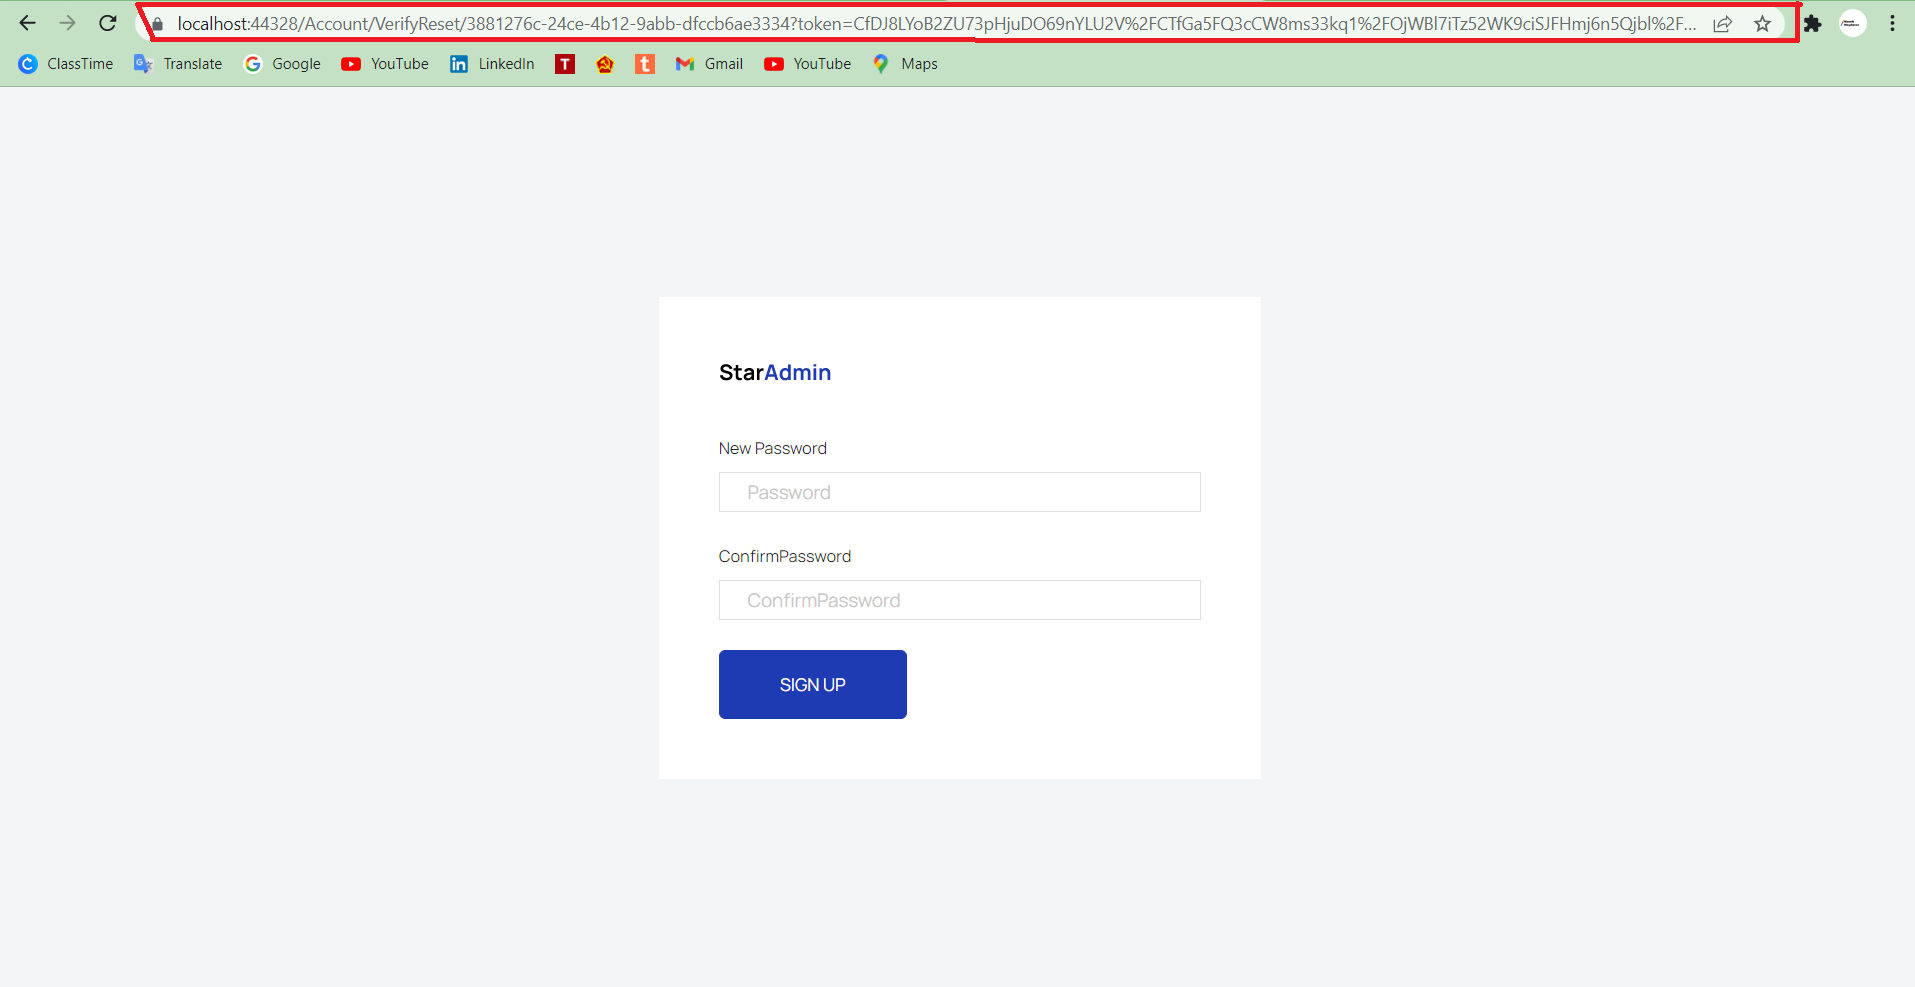 localhost:44328/Account/VerifyReset/3881276c-24ce-4b12-9abb-dfccb6ae3334?token=CfDJ8LYoB2ZU73pHjuDO69nYLU2V%2FCTfGa5FQ3cCW8ms33kq1%2FOjWBl7iTz52WK9ciSJFHmj6n5Qjbl%2F...
ClassTime Translate Google YouTube LinkedIn T t Gmail YouTube Maps
StarAdmin
New Password
Password
ConfirmPassword
ConfirmPassword
SIGN UP